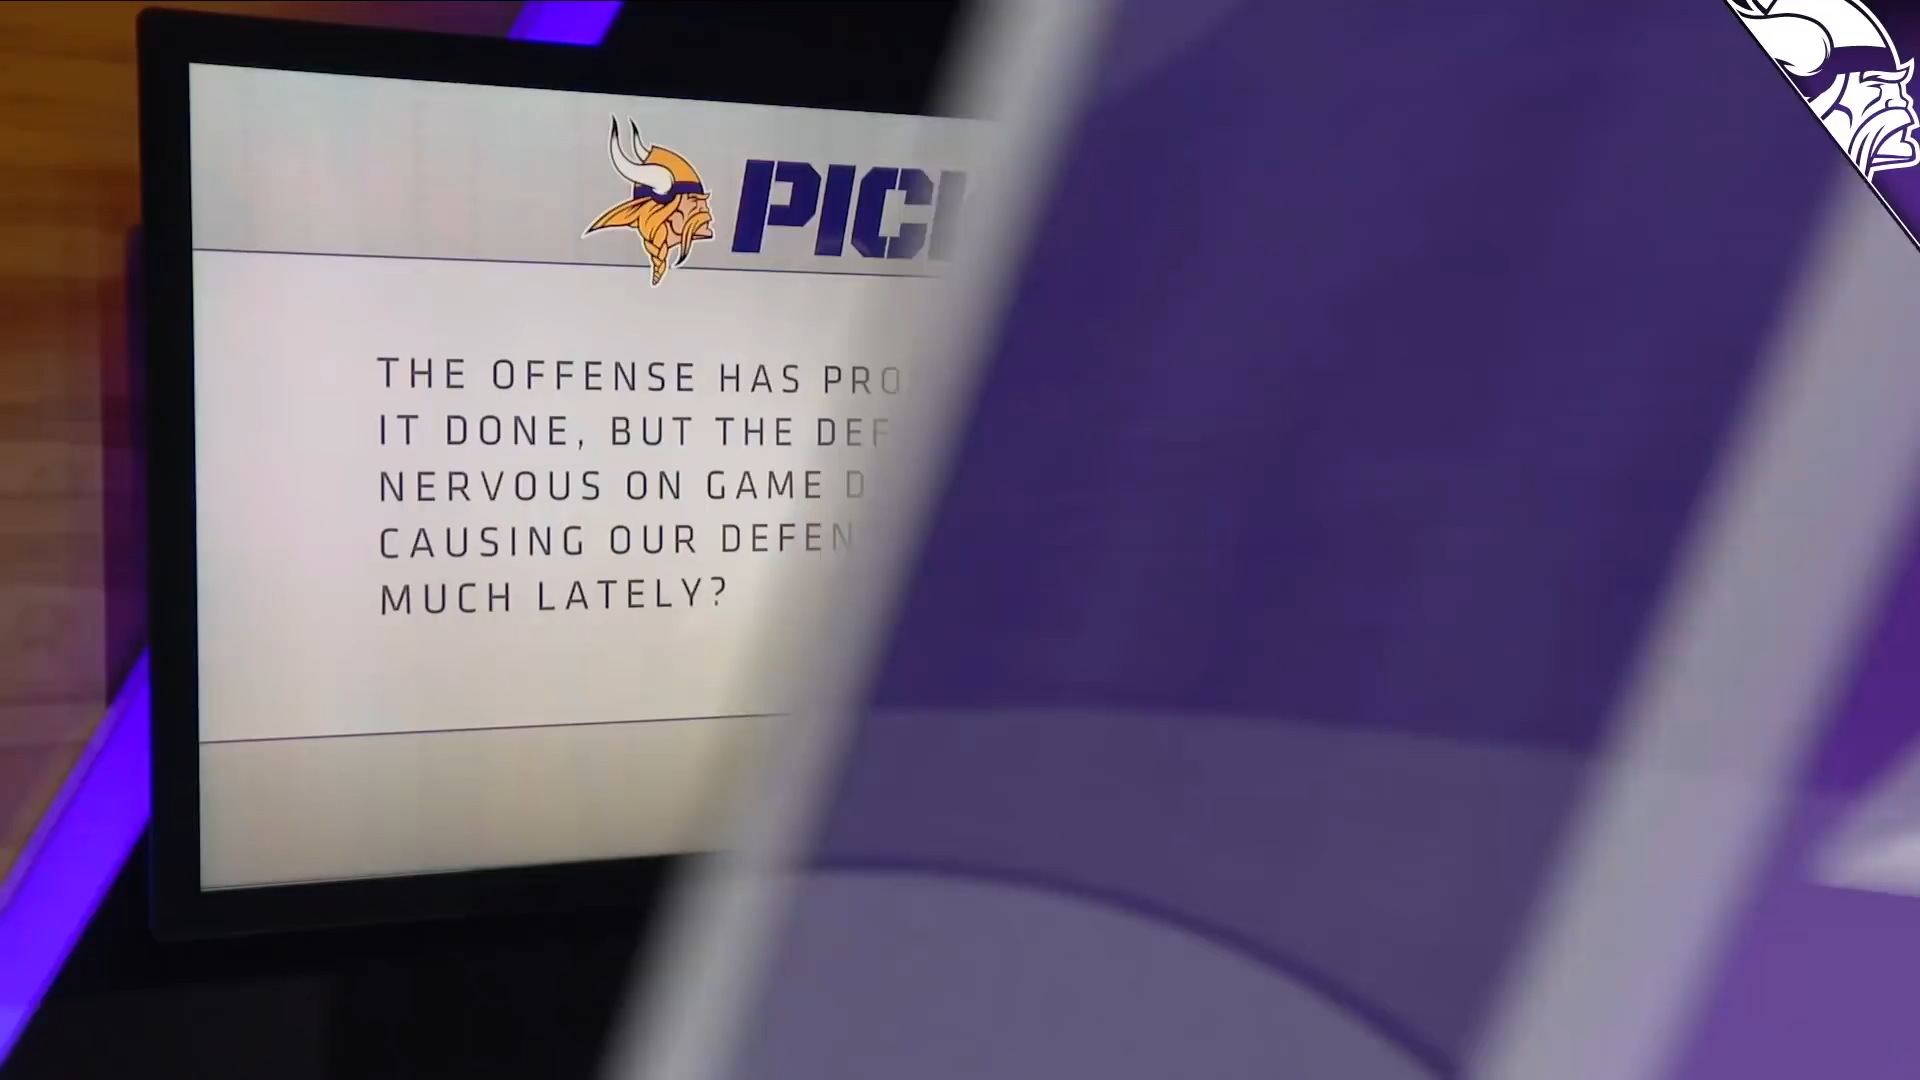 PIC
THE OFFENSE HAS PRO
IT DONE, BUT THE DEF
NERVOUS ON GAME D
CAUSING OUR DEFEN
MUCH LATELY?